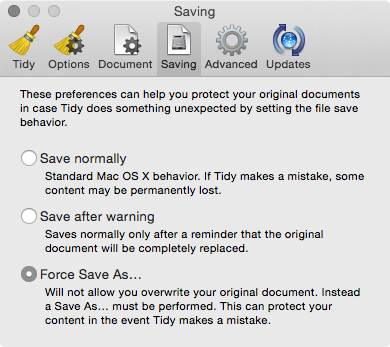 Saving
Tidy Options Document Saving Advanced Updates
These preferences can help you protect your original documents
in case Tidy does something unexpected by setting the file save
behavior.
Save normally
Standard Mac OS X behavior. If Tidy makes a mistake, some
content may be permanently lost.
Save after warning
Saves normally only after a reminder that the original
document will be completely replaced.
Force Save As...
Will not allow you overwrite your original document. Instead
a Save As... must be performed. This can protect your
content in the event Tidy makes a mistake.